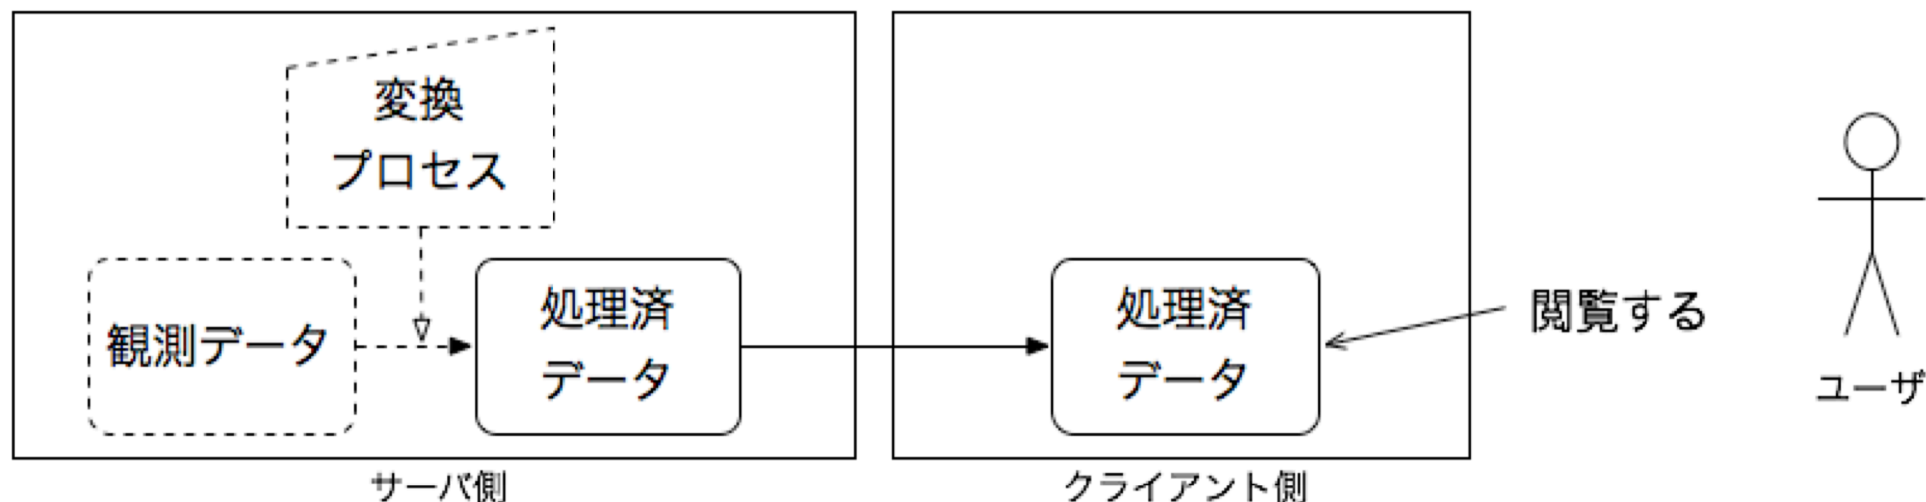 変換
プロセス
観測データ
処理済
データ
処理済
データ
閲覧する
ユーザ
サーバ側
クライアント側